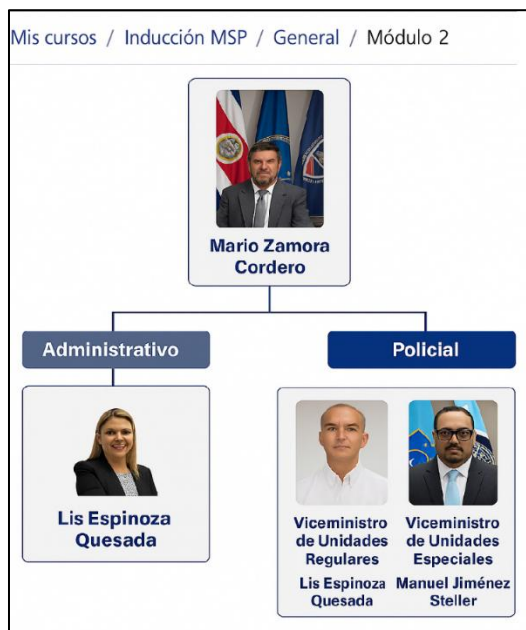 Mis cursos / Inducción MSP / General / Módulo 2
Mario Zamora
Cordero
Administrativo
Policial
Lis Espinoza
Quesada
Viceministro
de Unidades
Regulares
Lis Espinoza
Quesada
Viceministro
de Unidades
Especiales
Manuel Jiménez
Steller